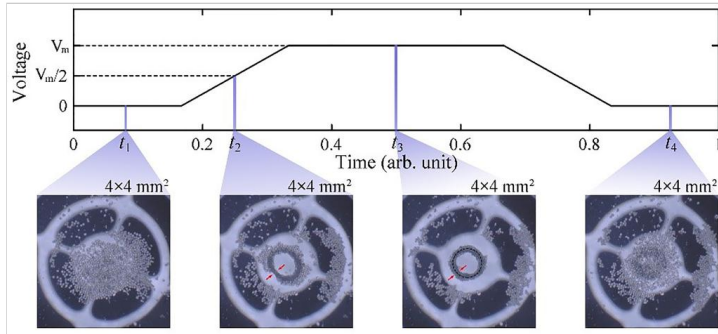 Voltage
Vm
Vm/2
0
0
0.2
0.4
0.6
0.8
1
t1
t2
t3
t4
Time (arb. unit)
4×4 mm²
4×4 mm²
4×4 mm²
4×4 mm²